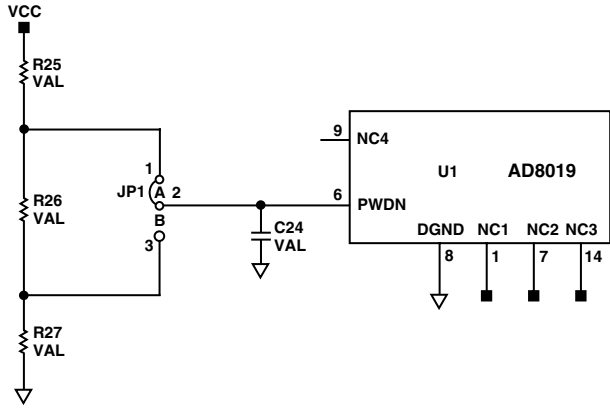 VCC
R25
VAL
R26
VAL
R27
VAL
1
JP1 A 2
B
3
C24
VAL
9 NC4
U1 AD8019
6 PWDN
DGND NC1 NC2 NC3
8 1 7 14